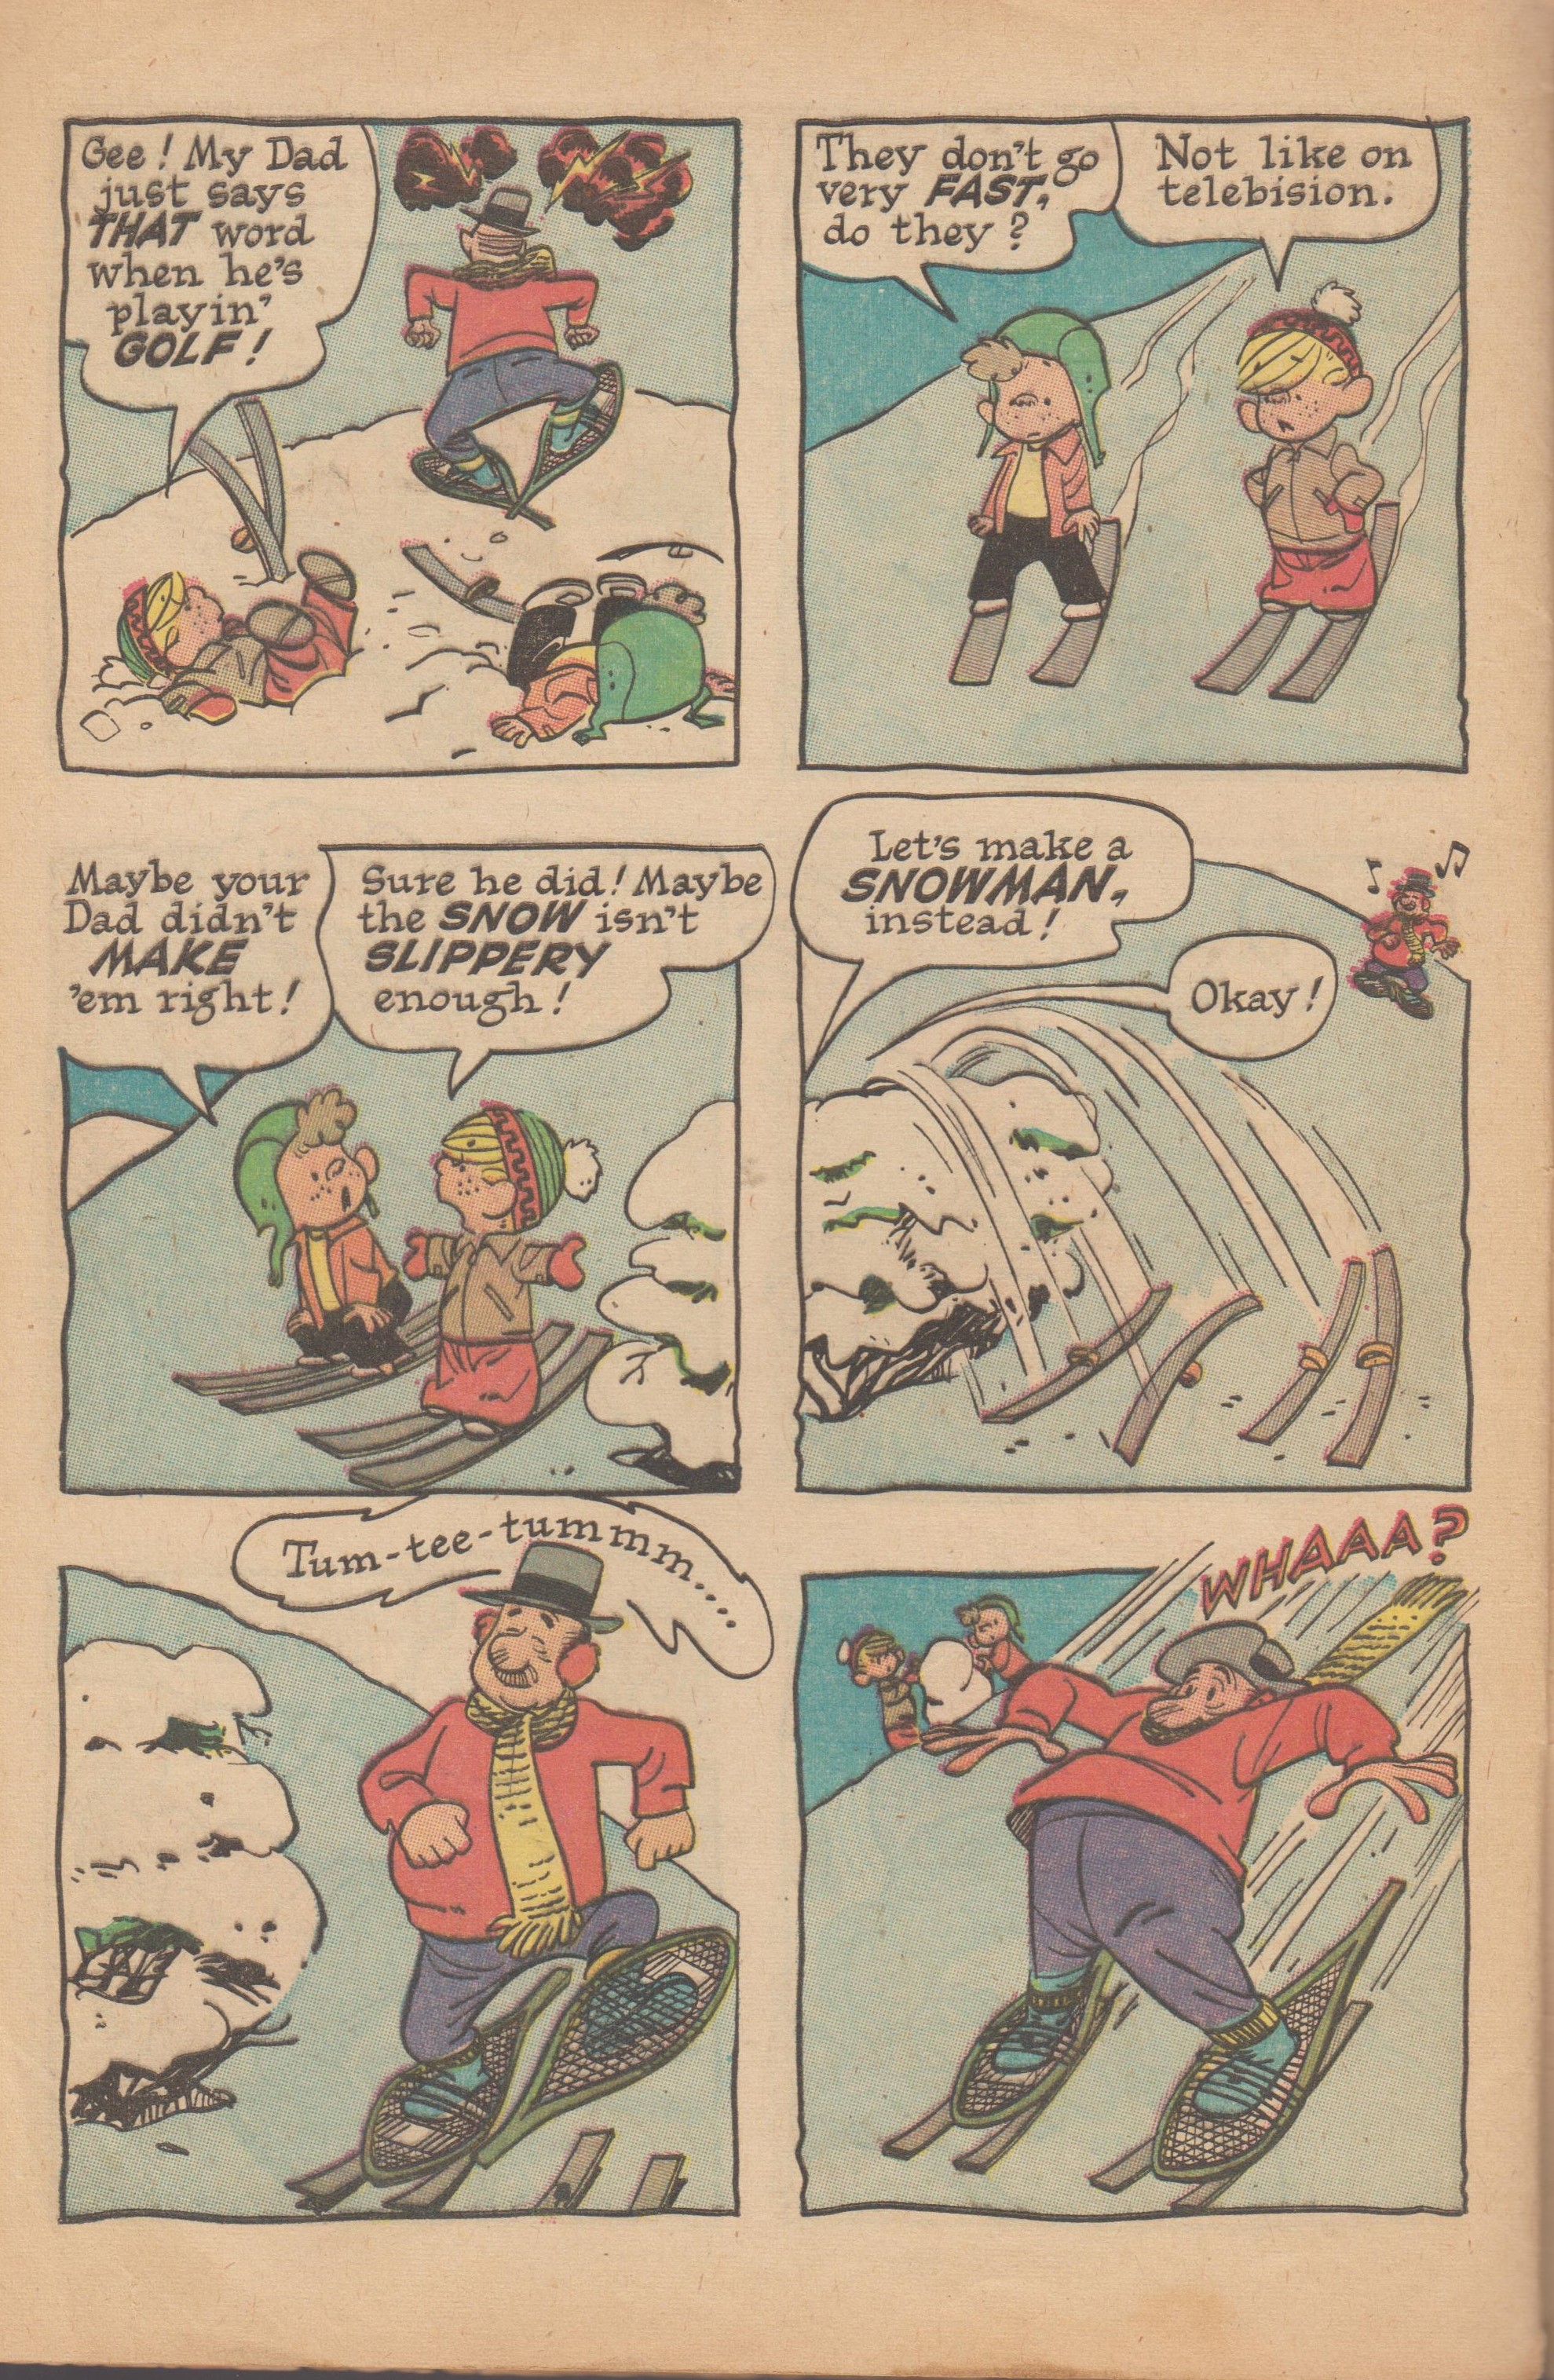 Gee! My Dad
just says
THAT word
when he's
playin'
GOLF!
They don't go
very FAST,
do they?
Not like on
telebision.
Maybe your
Dad didn't
MAKE
'em right!
Sure he did! Maybe
the SNOW isn't
SLIPPERY
enough!
Let's make a
SNOWMAN,
instead!
Okay!
Tum-tee-tummmm....
WHAAA?